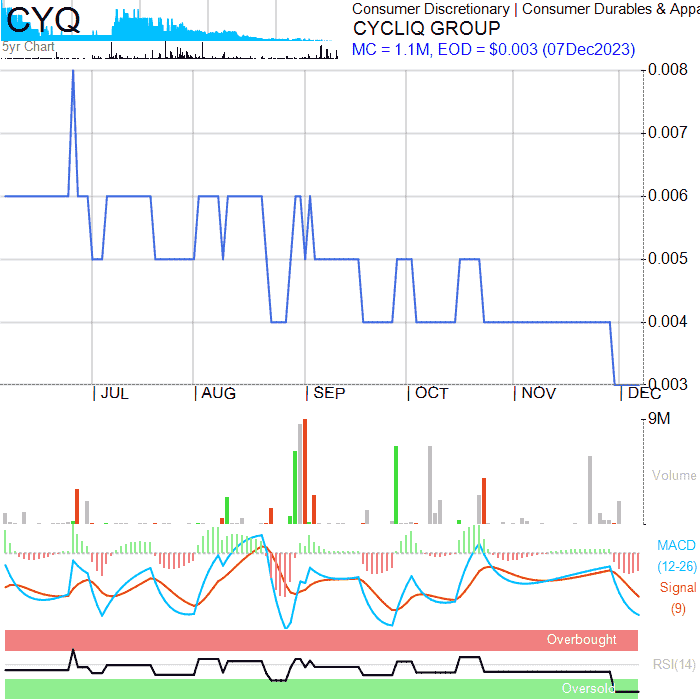 CYQ
5yr Chart
Consumer Discretionary | Consumer Durables & Appa
CYCLIQ GROUP
MC = 1.1M, EOD = $0.003 (07Dec2023)
0.008
0.007
0.006
0.005
0.004
0.003
JUL AUG SEP OCT NOV DEC
9M
Volume
MACD
(12-26)
Signal
(9)
Overbought
RSI(14)
Oversold